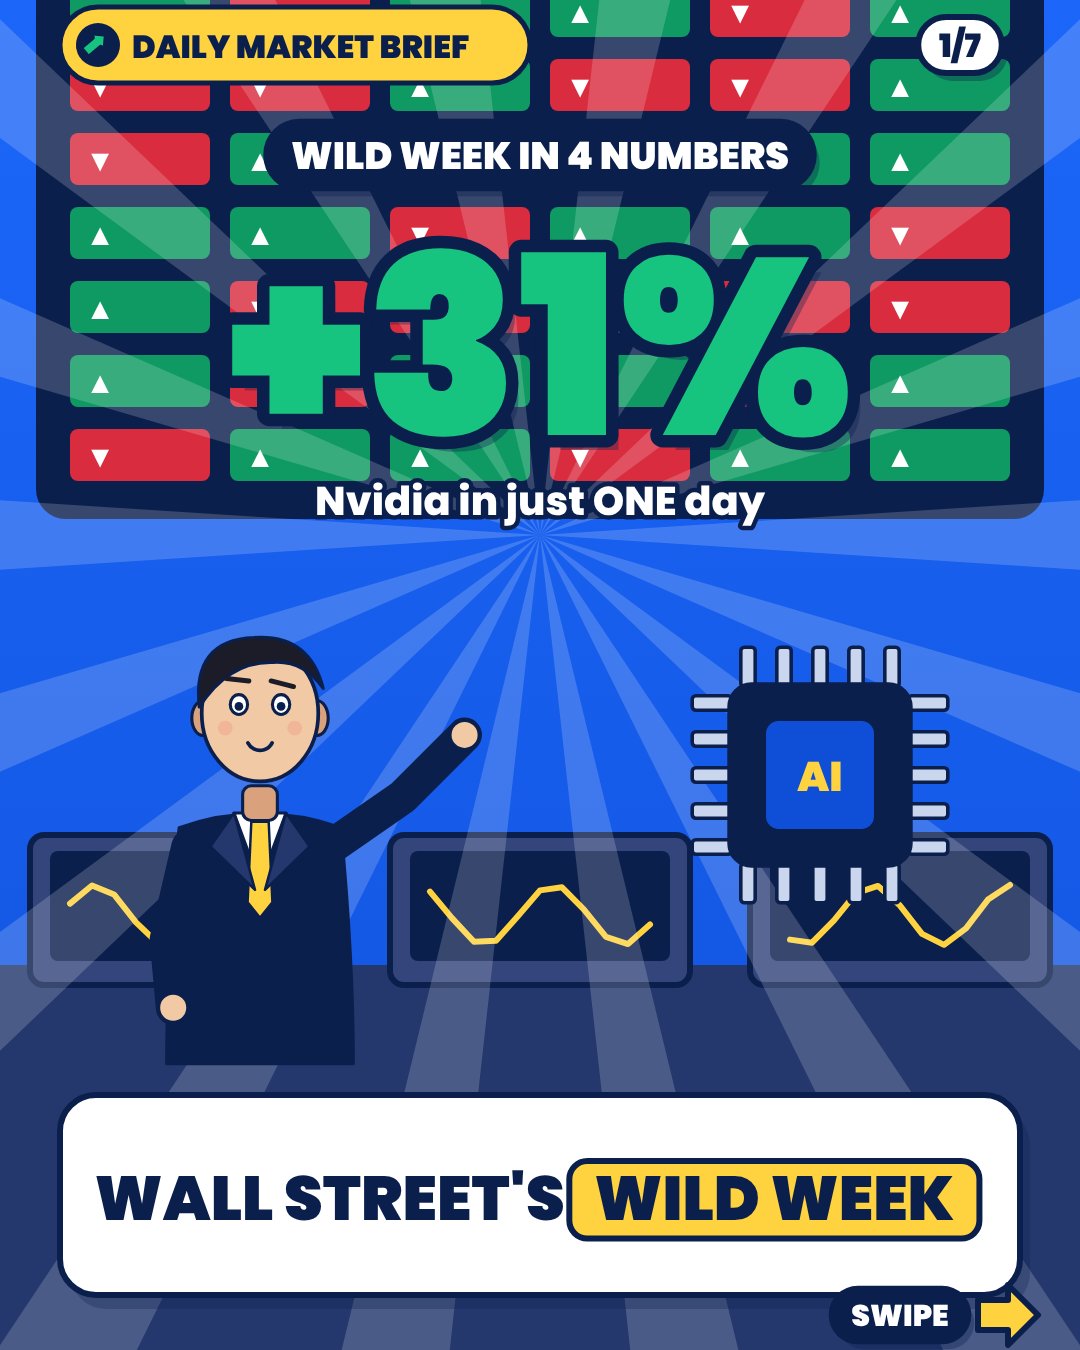 DAILY MARKET BRIEF
1/7
WILD WEEK IN 4 NUMBERS
+31%
Nvidia in just ONE day
AI
WALL STREET'S WILD WEEK
SWIPE